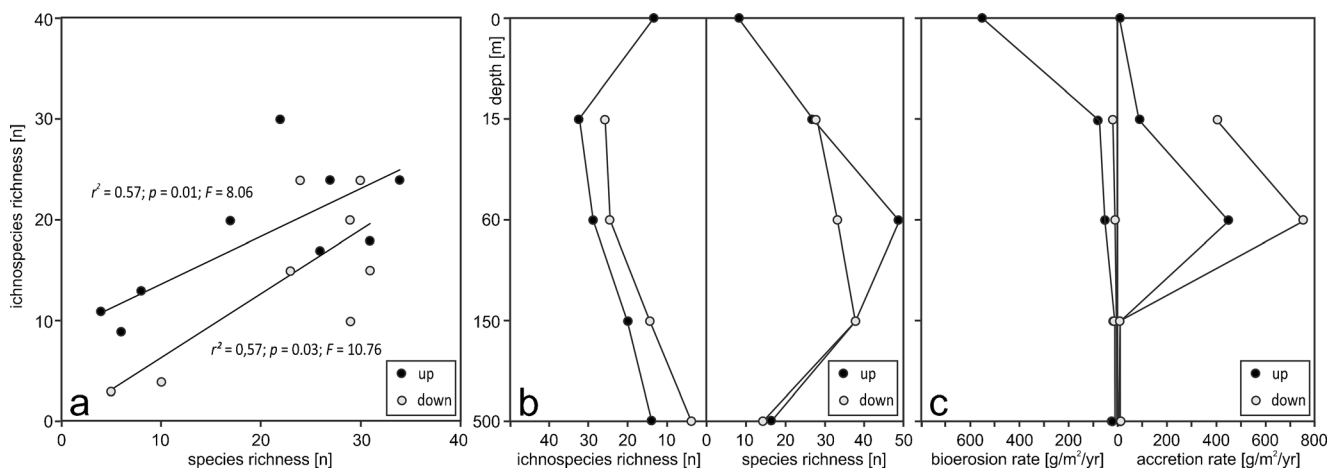 40
30
20
10
0
ichnospecies richness [n]
r² = 0.57; p = 0.01; F = 8.06
r² = 0,57; p = 0.03; F = 10.76
up
down
a
0
10
20
30
40
species richness [n]
0
15
60
150
500
depth [m]
b
40
30
20
10
0
10
20
30
40
50
ichnospecies richness [n]
species richness [n]
up
down
c
600
400
200
0
200
400
600
800
bioerosion rate [g/m²/yr]
accretion rate [g/m²/yr]
up
down